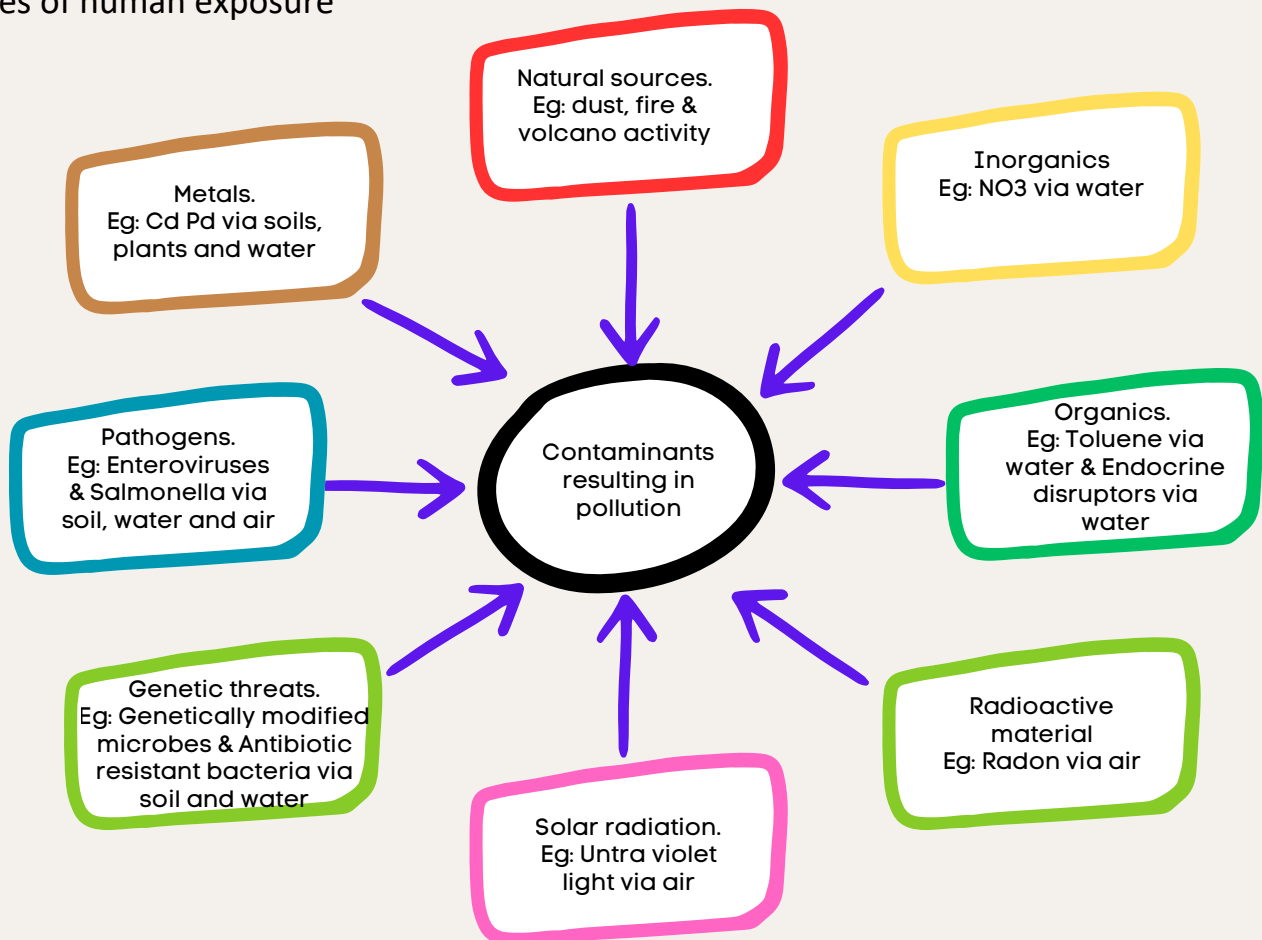 es of human exposure
Natural sources.
Eg: dust, fire &
volcano activity
Metals.
Eg: Cd Pd via soils,
plants and water
Inorganics
Eg: NO3 via water
Pathogens.
Eg: Enteroviruses
& Salmonella via
soil, water and air
Contaminants
resulting in
pollution
Organics.
Eg: Toluene via
water & Endocrine
disruptors via
water
Genetic threats.
Eg: Genetically modified
microbes & Antibiotic
resistant bacteria via
soil and water
Radioactive
material
Eg: Radon via air
Solar radiation.
Eg: Untra violet
light via air